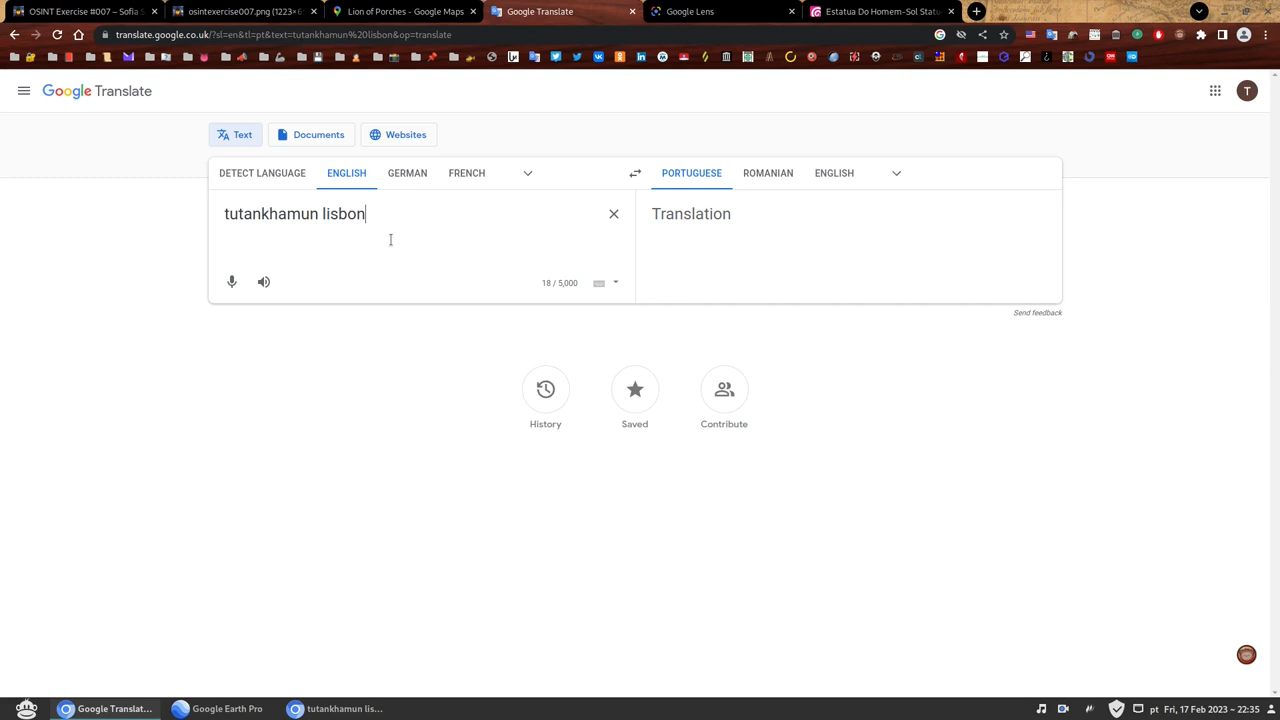 OSINT Exercise #007 – Sofia S
osintexercise007.png (1223×6
Lion of Porches - Google Maps
Google Translate
Google Lens
Estatua Do Homem-Sol Statu
translate.google.co.uk/?sl=en&tl=pt&text=tutankhamun%20lisbon&op=translate
Google Translate
T
Text
Documents
Websites
DETECT LANGUAGE
ENGLISH
GERMAN
FRENCH
PORTUGUESE
ROMANIAN
ENGLISH
tutankhamun lisbon
Translation
18 / 5,000
Send feedback
History
Saved
Contribute
Google Translat...
Google Earth Pro
tutankhamun lis...
pt
Fri, 17 Feb 2023 ~ 22:35